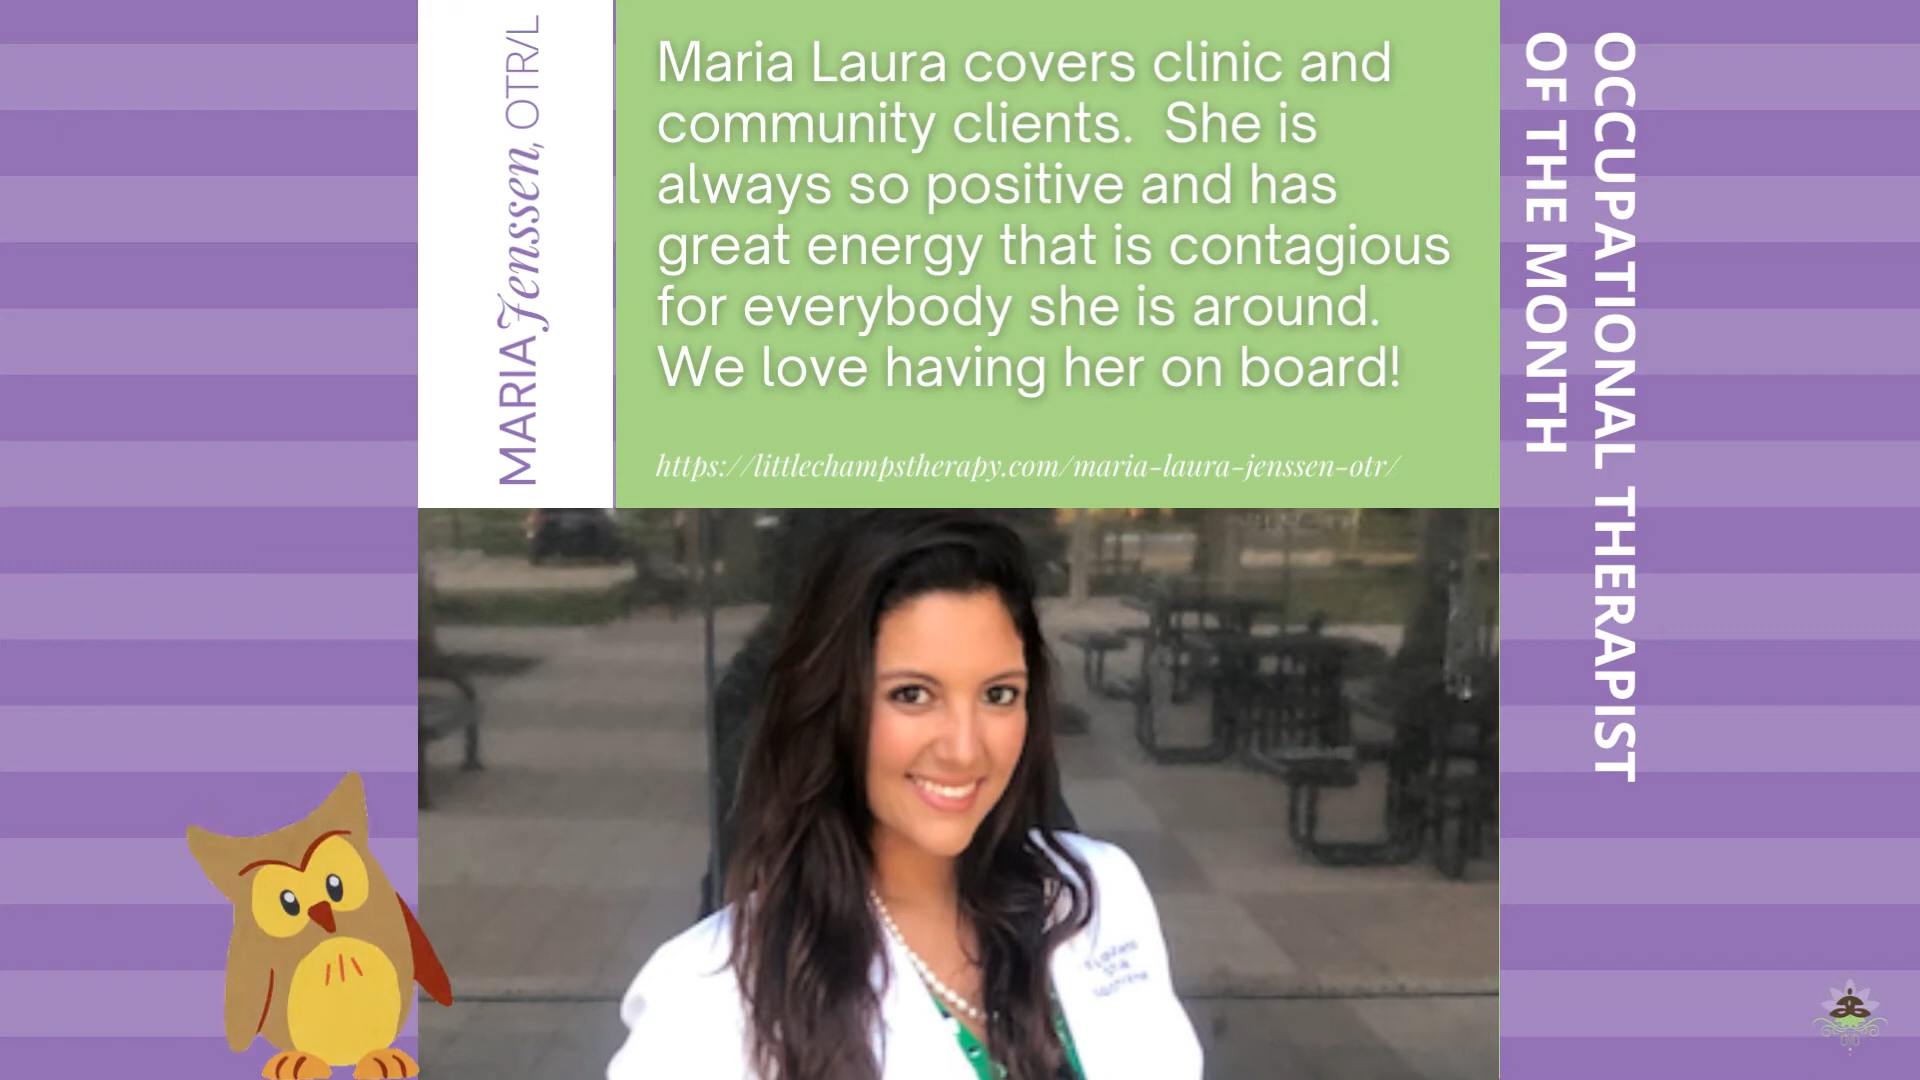 MARIA Jenssen, OTR/L
Maria Laura covers clinic and
community clients.  She is
always so positive and has
great energy that is contagious
for everybody she is around.
We love having her on board!
https://littlechampstherapy.com/maria-laura-jenssen-otr/
OCCUPATIONAL THERAPIST
OF THE MONTH